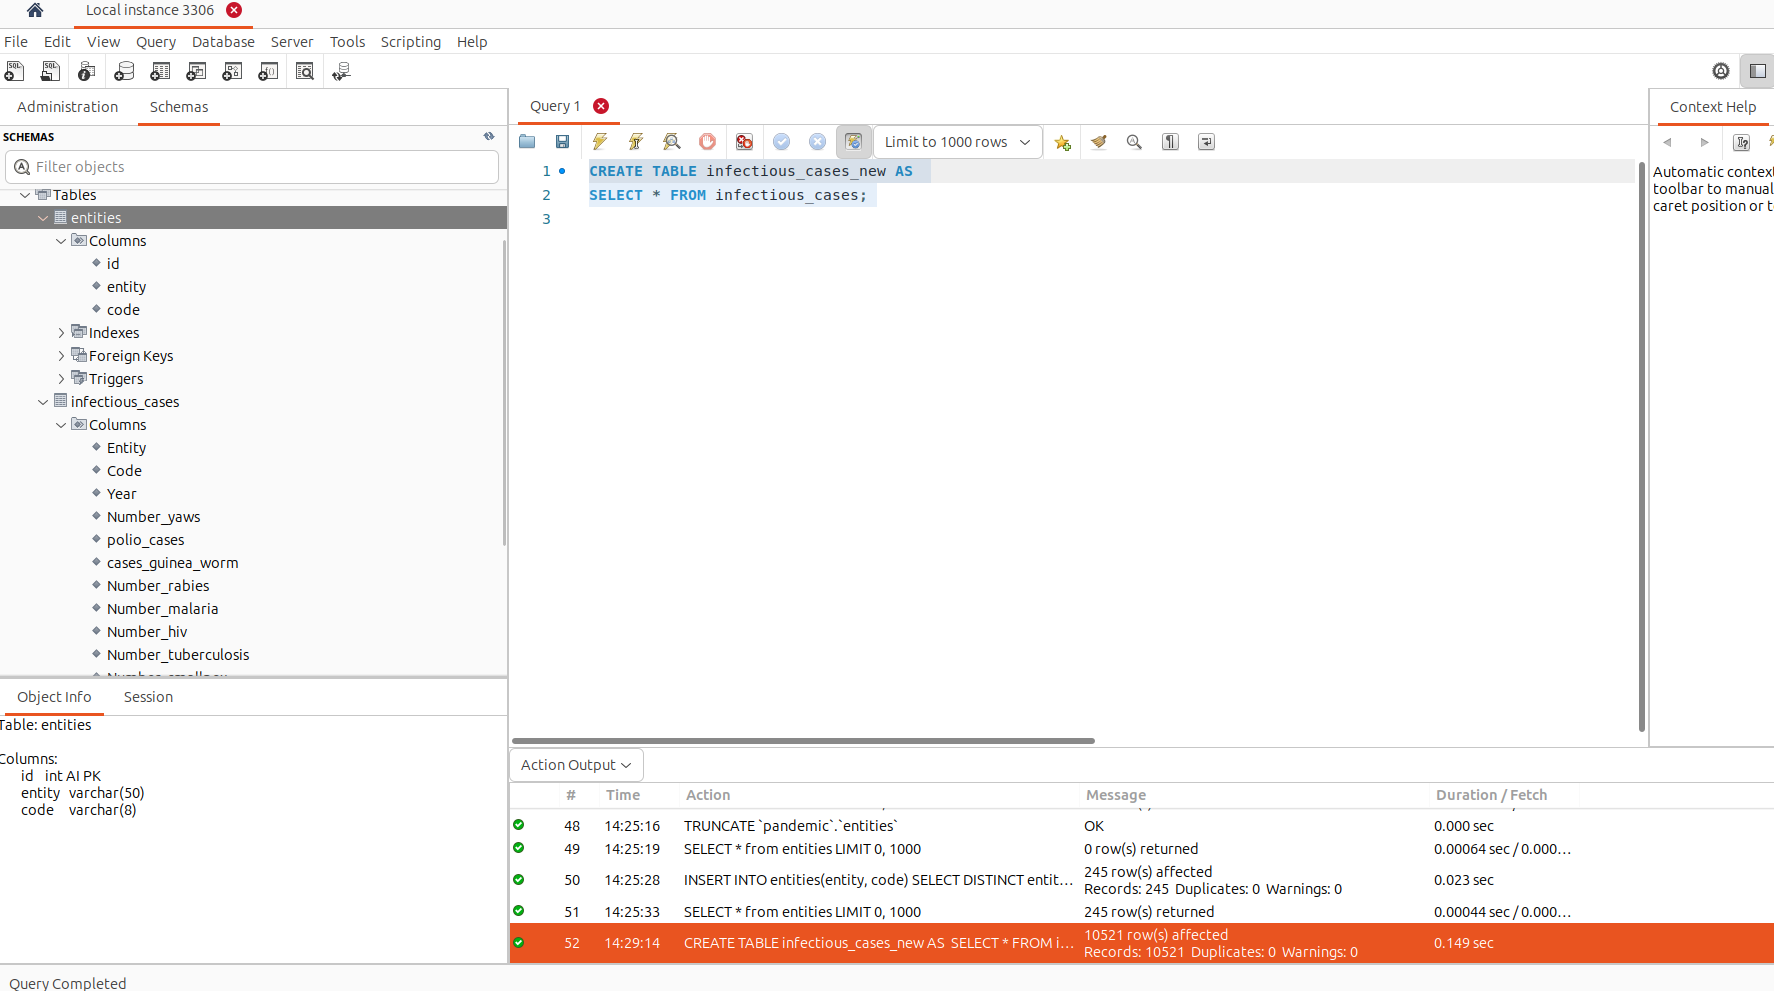 Local instance 3306
File Edit View Query Database Server Tools Scripting Help
Administration Schemas
SCHEMAS
Filter objects
Tables
entities
Columns
id
entity
code
Indexes
Foreign Keys
Triggers
infectious_cases
Columns
Entity
Code
Year
Number_yaws
polio_cases
cases_guinea_worm
Number_rabies
Number_malaria
Number_hiv
Number_tuberculosis
Object Info Session
Table: entities
Columns:
id int AI PK
entity varchar(50)
code varchar(8)
Query 1
Limit to 1000 rows
1 CREATE TABLE infectious_cases_new AS
2 SELECT * FROM infectious_cases;
3
Context Help
Automatic context
toolbar to manual
caret position or t
Action Output
# Time Action Message Duration / Fetch
48 14:25:16 TRUNCATE `pandemic`.`entities` OK 0.000 sec
49 14:25:19 SELECT * from entities LIMIT 0, 1000 0 row(s) returned 0.00064 sec / 0.000…
50 14:25:28 INSERT INTO entities(entity, code) SELECT DISTINCT entit… 245 row(s) affected
Records: 245 Duplicates: 0 Warnings: 0 0.023 sec
51 14:25:33 SELECT * from entities LIMIT 0, 1000 245 row(s) returned 0.00044 sec / 0.000…
52 14:29:14 CREATE TABLE infectious_cases_new AS SELECT * FROM i… 10521 row(s) affected
Records: 10521 Duplicates: 0 Warnings: 0 0.149 sec
Query Completed